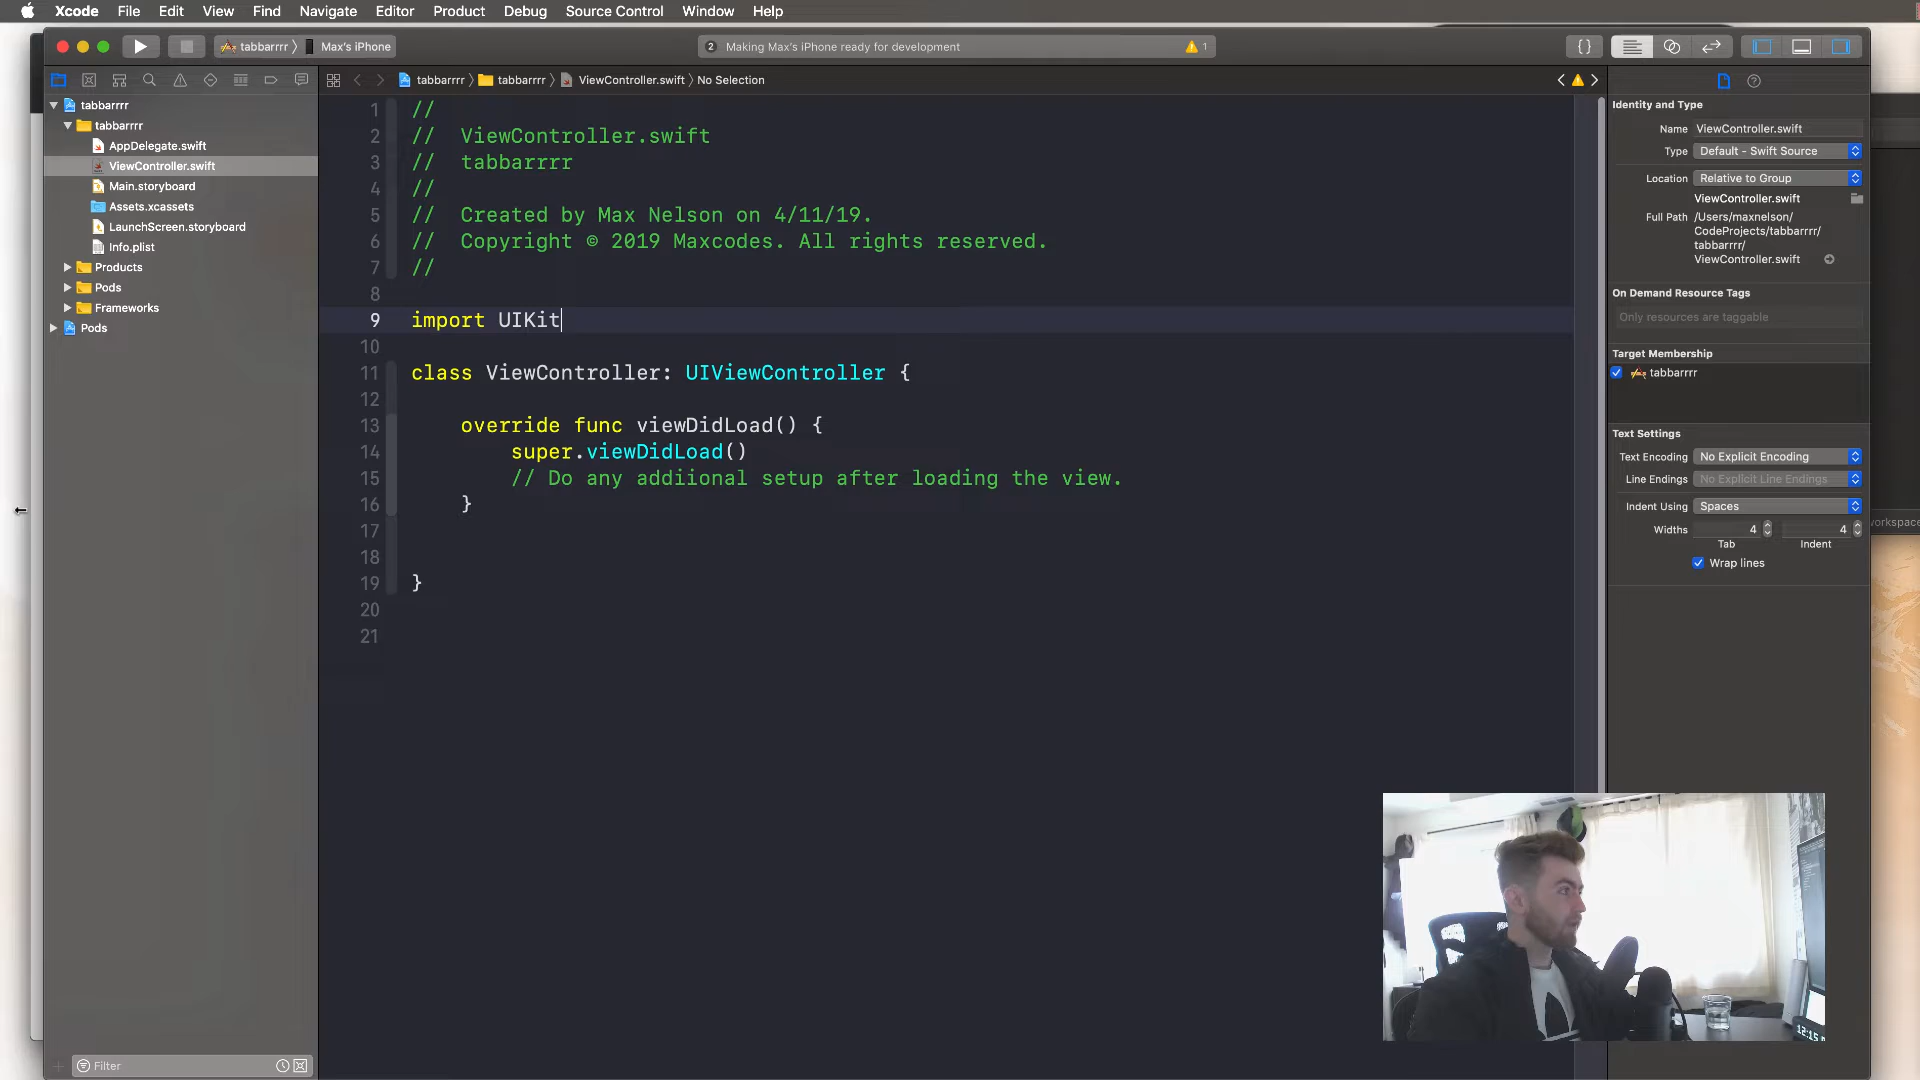 Xcode File Edit View Find Navigate Editor Product Debug Source Control Window Help
tabbarrrr 〉 Max's iPhone
2 Making Max's iPhone ready for development 1
{}
tabbarrrr 〉 tabbarrrr 〉 ViewController.swift 〉 No Selection
tabbarrrr
tabbarrrr
AppDelegate.swift
ViewController.swift
Main.storyboard
Assets.xcassets
LaunchScreen.storyboard
Info.plist
Products
Pods
Frameworks
Pods
Filter
1 //
2 // ViewController.swift
3 // tabbarrrr
4 //
5 // Created by Max Nelson on 4/11/19.
6 // Copyright © 2019 Maxcodes. All rights reserved.
7 //
8
9 import UIKit
10
11 class ViewController: UIViewController {
12
13 override func viewDidLoad() {
14 super.viewDidLoad()
15 // Do any addiional setup after loading the view.
16 }
17
18
19 }
20
21
Identity and Type
Name ViewController.swift
Type Default - Swift Source
Location Relative to Group
ViewController.swift
Full Path /Users/maxnelson/
CodeProjects/tabbarrrr/
tabbarrrr/
ViewController.swift
On Demand Resource Tags
Only resources are taggable
Target Membership
tabbarrrr
Text Settings
Text Encoding No Explicit Encoding
Line Endings No Explicit Line Endings
Indent Using Spaces
Widths 4 4
Tab Indent
Wrap lines
workspace